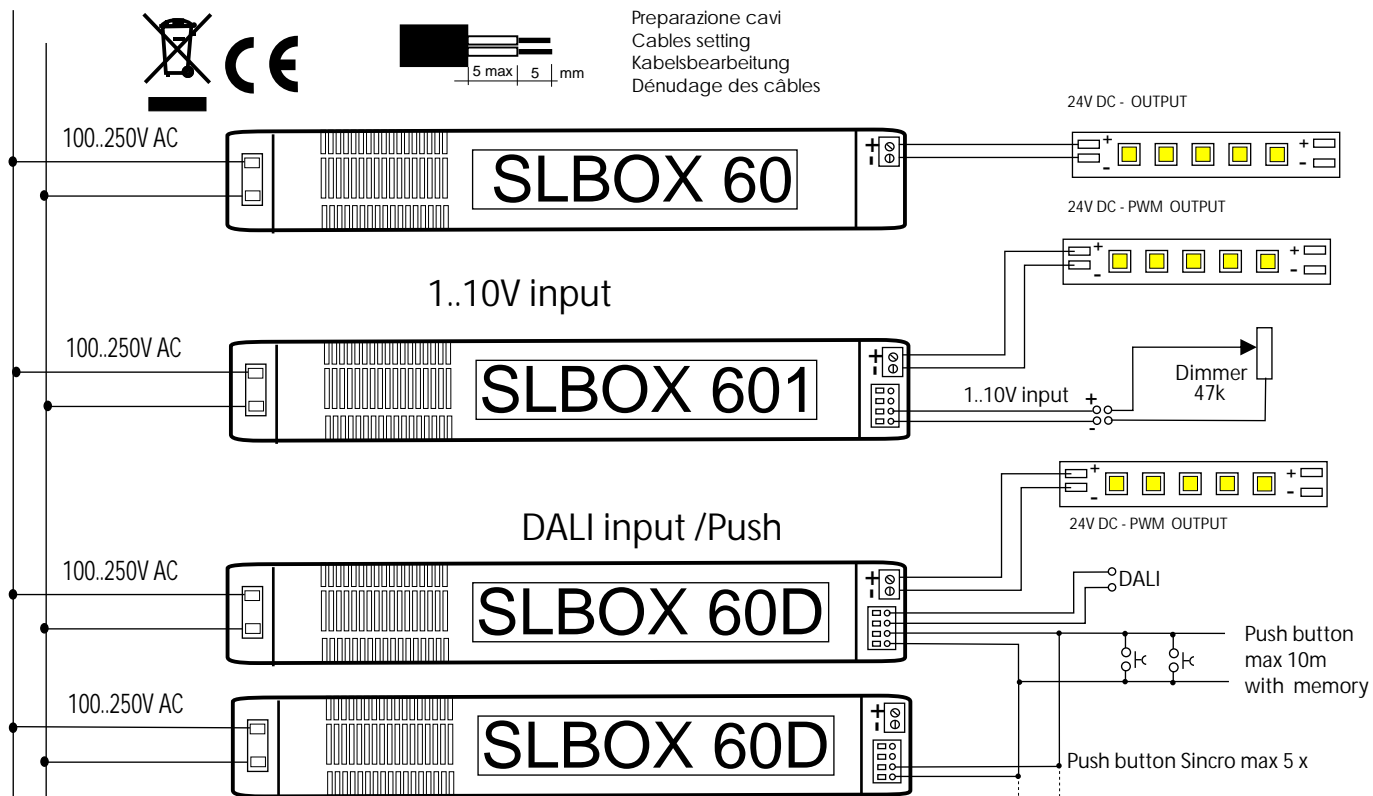 Preparazione cavi
Cables setting
Kabelsbearbeitung
Dénudage des câbles
5 max 5 mm
CE
24V DC - OUTPUT
100..250V AC
SLBOX 60
+
-
+
-
+
-
24V DC - PWM OUTPUT
+
-
+
-
1..10V input
100..250V AC
SLBOX 601
+
-
1..10V input
+
-
Dimmer
47k
+
-
+
-
24V DC - PWM OUTPUT
DALI input /Push
100..250V AC
SLBOX 60D
+
-
DALI
Push button
max 10m
with memory
100..250V AC
SLBOX 60D
+
-
Push button Sincro max 5 x